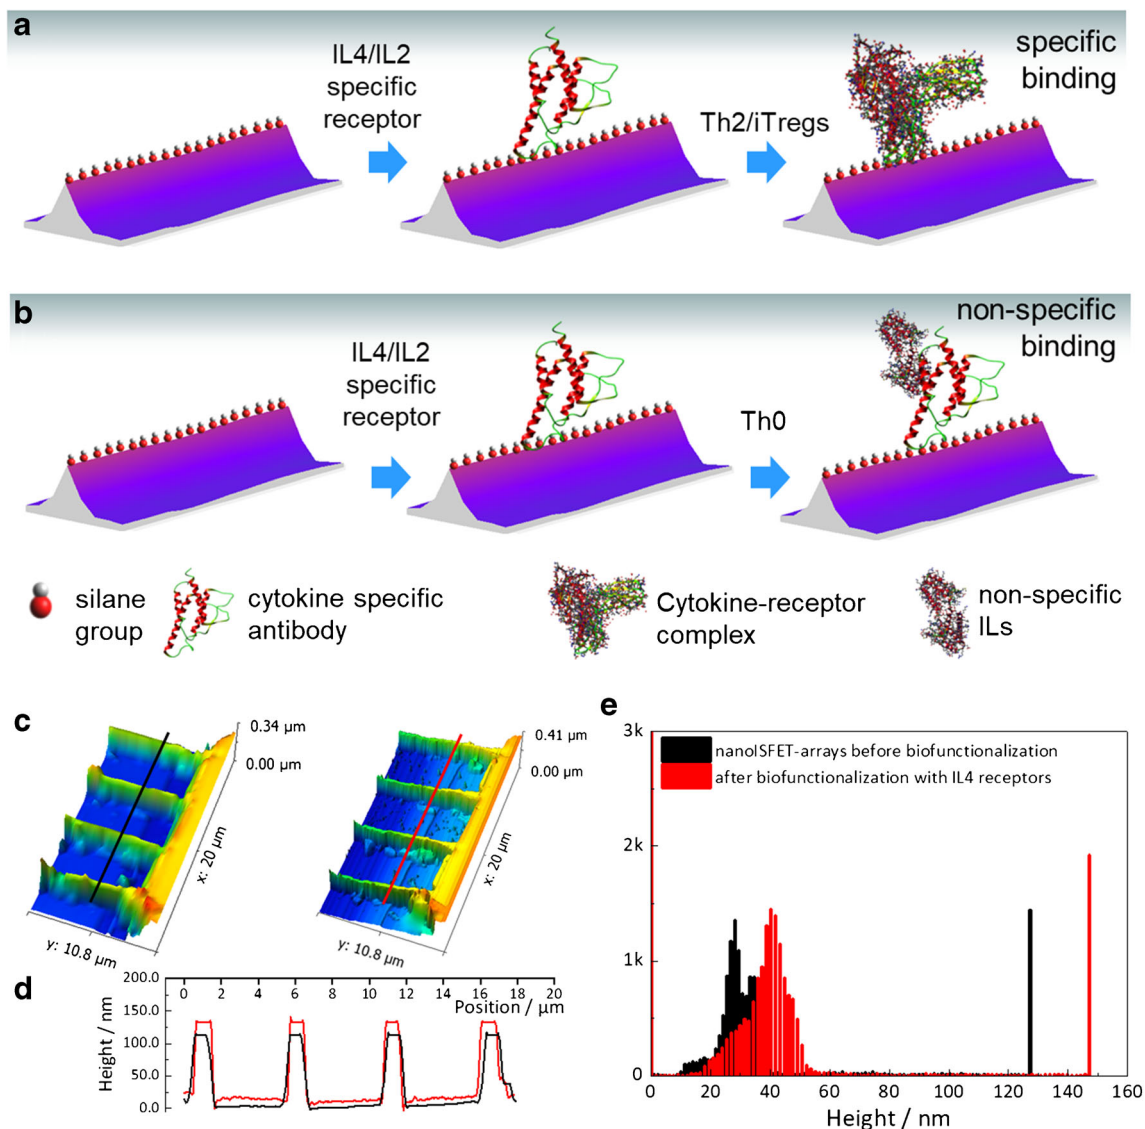 a
IL4/IL2
specific
receptor
Th2/iTregs
specific
binding
b
IL4/IL2
specific
receptor
Th0
non-specific
binding
silane
group
cytokine specific
antibody
Cytokine-receptor
complex
non-specific
ILs
c
0.34 µm
0.00 µm
x: 20 µm
y: 10.8 µm
0.41 µm
0.00 µm
x: 20 µm
y: 10.8 µm
d
200.0
150.0
100.0
50.0
0.0
Height / nm
0 2 4 6 8 10 12 14 16 18 20
Position / µm
e
3k
2k
1k
0
nanoISFET-arrays before biofunctionalization
after biofunctionalization with IL4 receptors
0 20 40 60 80 100 120 140 160
Height / nm